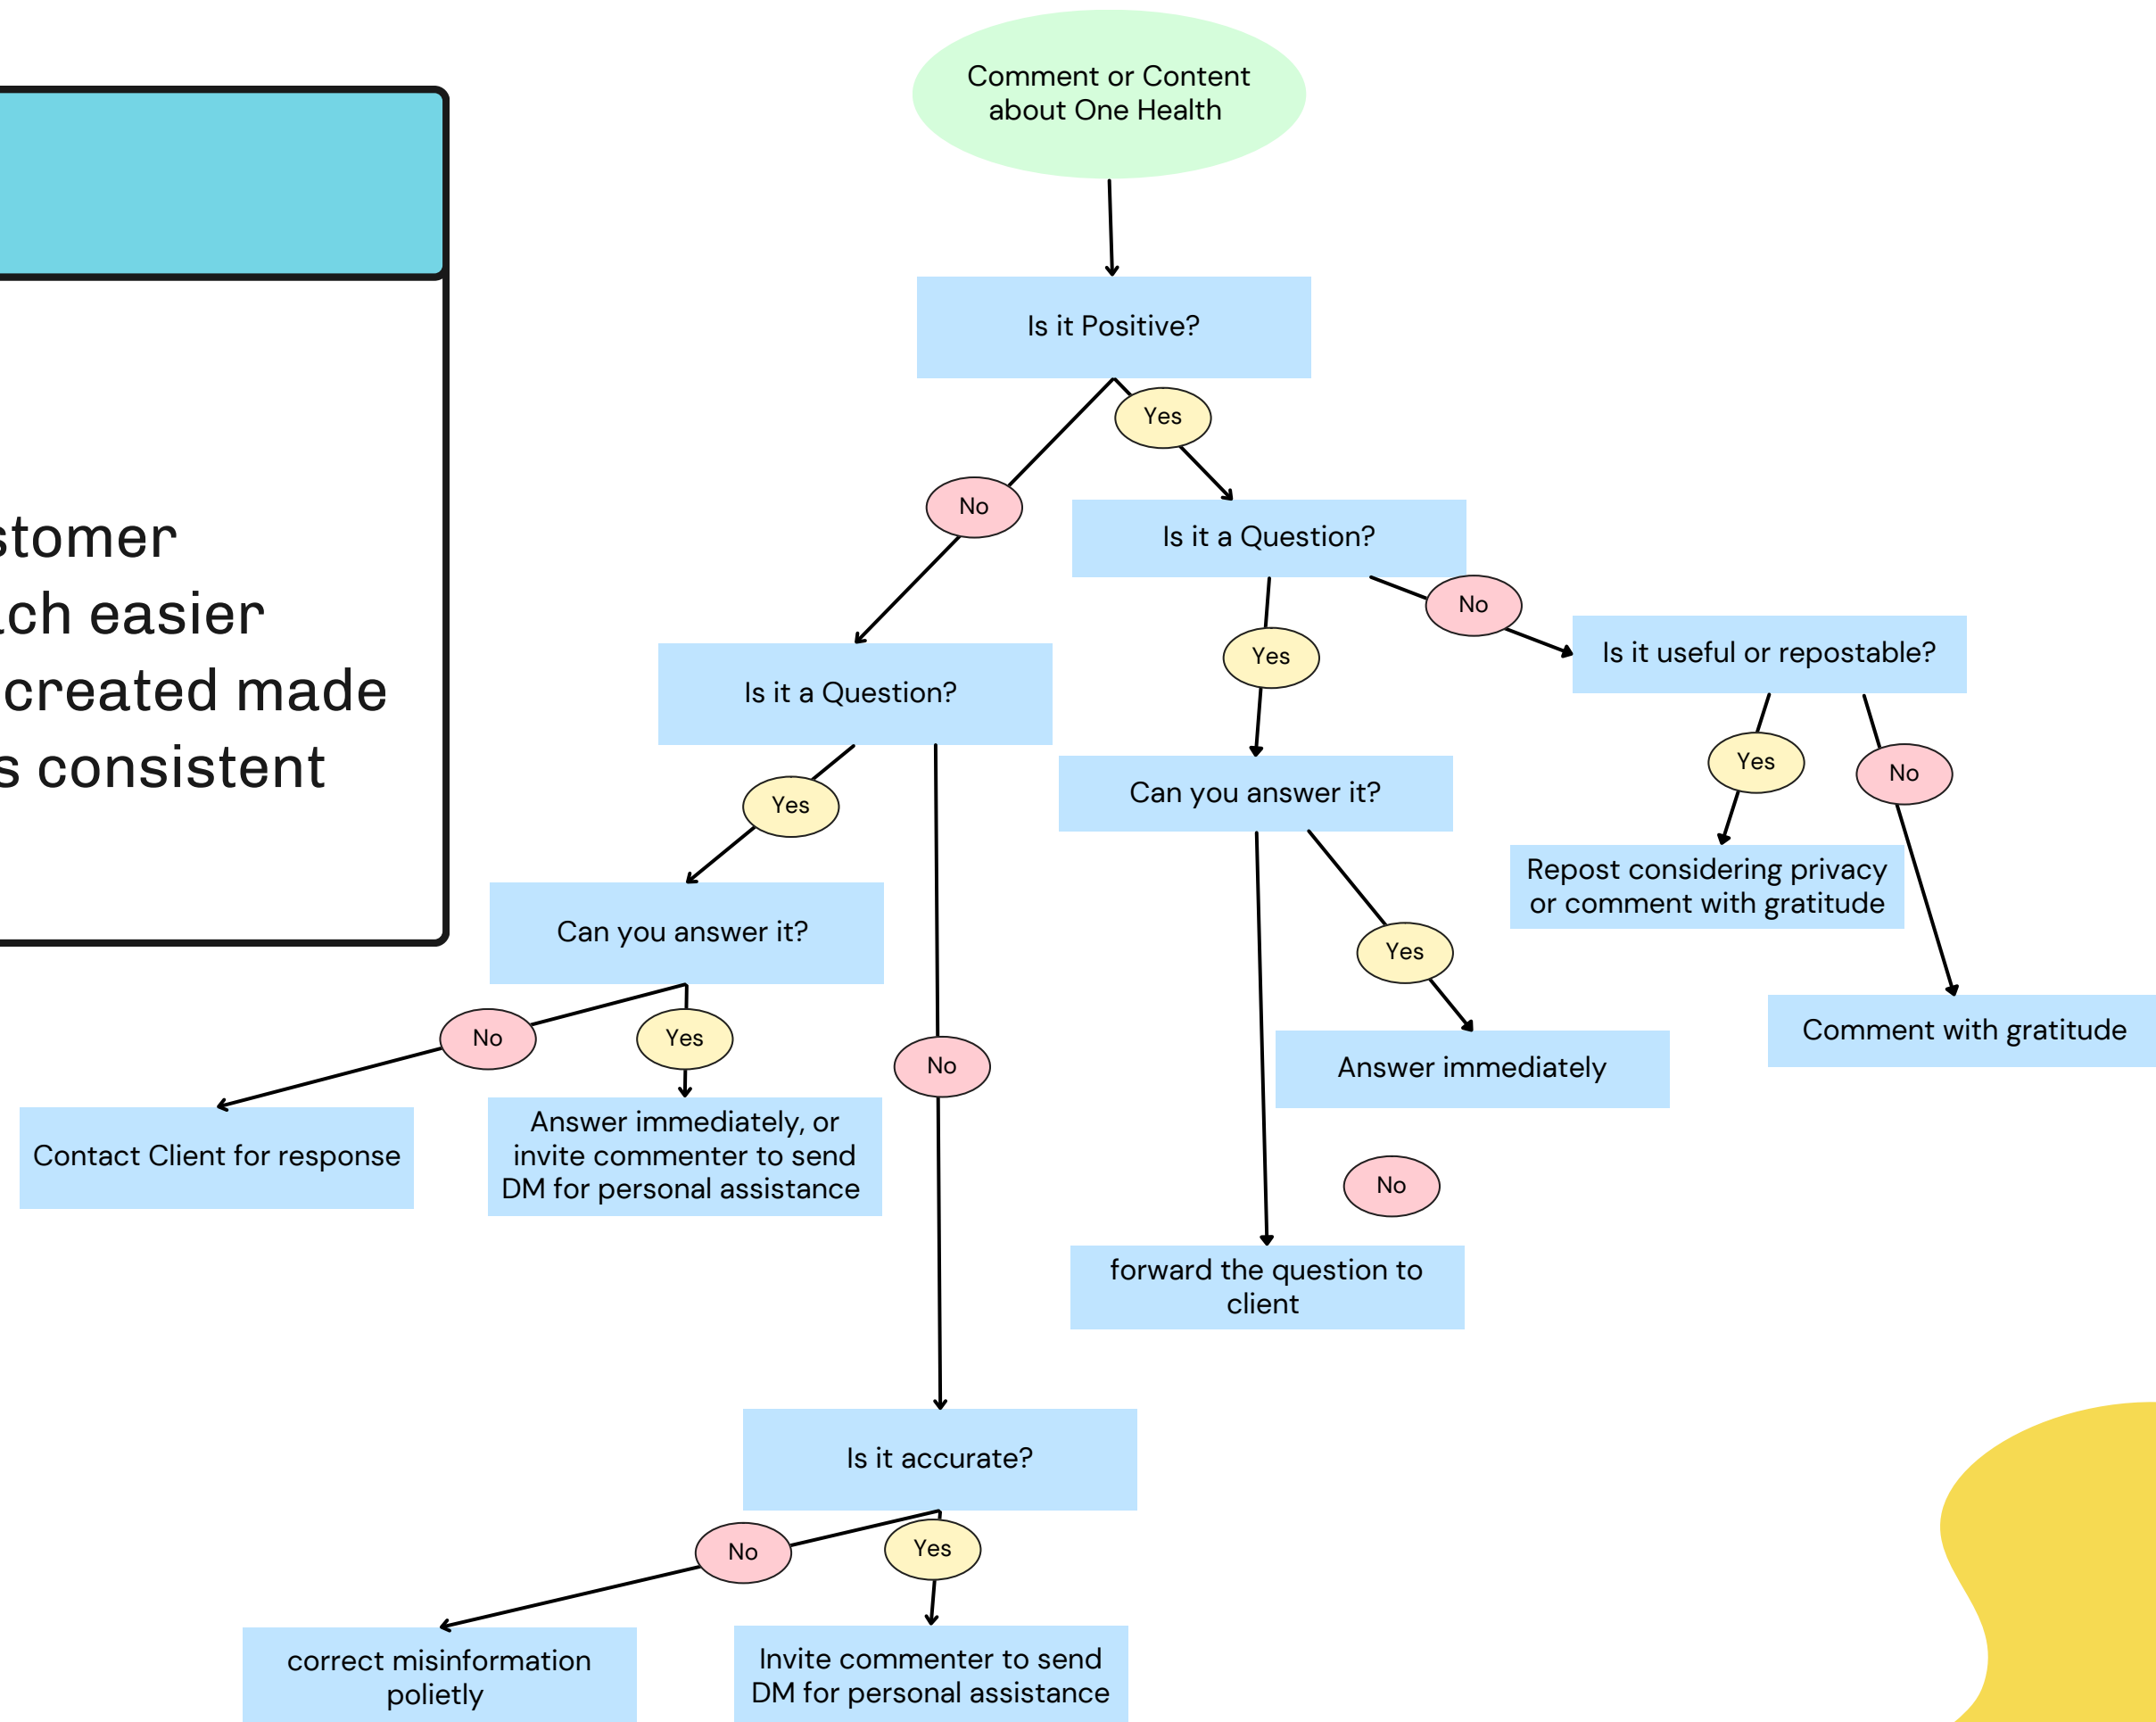 Comment or Content
about One Health
Is it Positive?
Yes
No
Is it a Question?
No
Yes
Is it useful or repostable?
Is it a Question?
Yes
No
Can you answer it?
Yes
Repost considering privacy
or comment with gratitude
Can you answer it?
Yes
No
Yes
No
Comment with gratitude
Answer immediately
Contact Client for response
Answer immediately, or
invite commenter to send
DM for personal assistance
No
forward the question to
client
Is it accurate?
No
Yes
correct misinformation
polietly
Invite commenter to send
DM for personal assistance
easier
created made
consistent